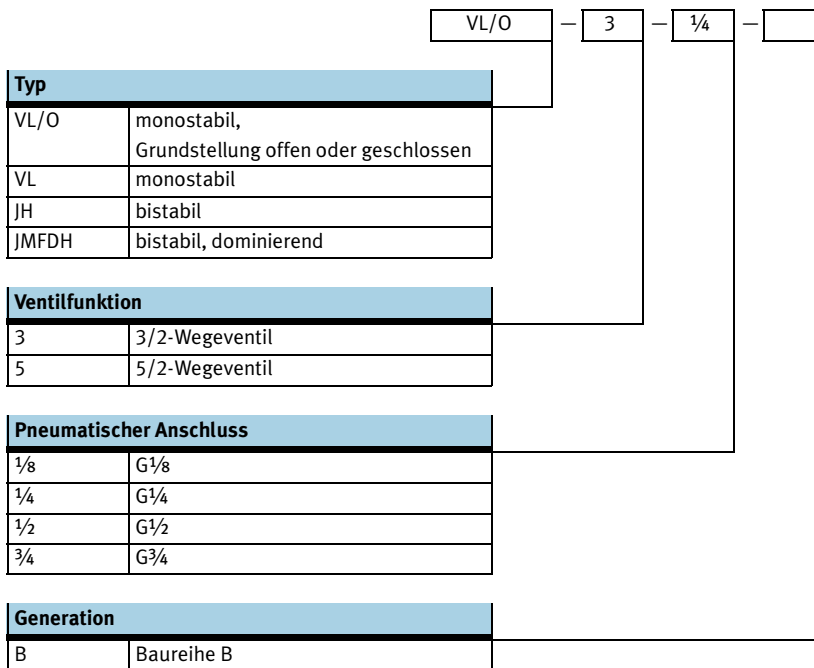 VL/O – 3 – ¼ –
Typ
VL/O monostabil,
Grundstellung offen oder geschlossen
VL monostabil
JH bistabil
JMFDH bistabil, dominierend
Ventilfunktion
3 3/2-Wegeventil
5 5/2-Wegeventil
Pneumatischer Anschluss
⅛ G⅛
¼ G¼
½ G½
¾ G¾
Generation
B Baureihe B